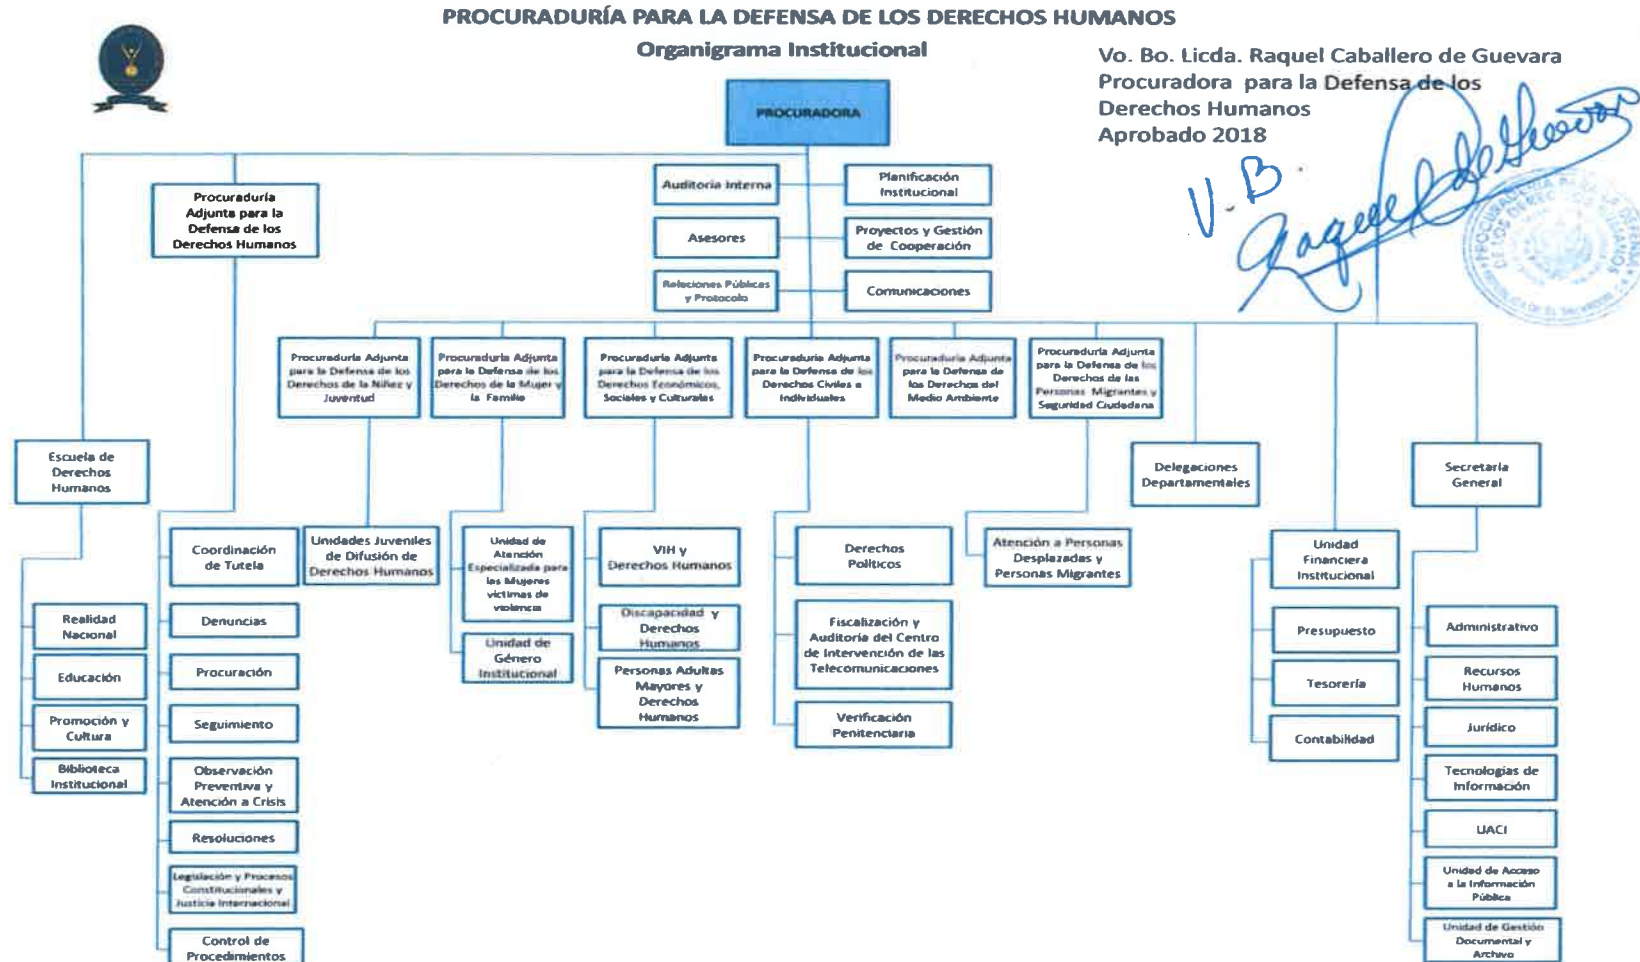 PROCURADURÍA PARA LA DEFENSA DE LOS DERECHOS HUMANOS
Organigrama Institucional
Vo. Bo. Licda. Raquel Caballero de Guevara
Procuradora para la Defensa de los
Derechos Humanos
Aprobado 2018
V. B.
Raquel C de Guevara
PROCURADORA
Procuraduría
Adjunta para la
Defensa de los
Derechos Humanos
Auditoría Interna
Planificación
Institucional
Asesores
Proyectos y Gestión
de Cooperación
Relaciones Públicas
y Protocolo
Comunicaciones
Procuraduría Adjunta
para la Defensa de los
Derechos de la Niñez y
Juventud
Procuraduría Adjunta
para la Defensa de los
Derechos de la Mujer y
la Familia
Procuraduría Adjunta
para la Defensa de los
Derechos Económicos,
Sociales y Culturales
Procuraduría Adjunta
para la Defensa de los
Derechos Civiles e
Individuales
Procuraduría Adjunta
para la Defensa de
los Derechos del
Medio Ambiente
Procuraduría Adjunta
para la Defensa de los
Derechos de las
Personas Migrantes y
Seguridad Ciudadana
Escuela de
Derechos
Humanos
Delegaciones
Departamentales
Secretaría
General
Realidad
Nacional
Educación
Promoción y
Cultura
Biblioteca
Institucional
Coordinación
de Tutela
Denuncias
Procuración
Seguimiento
Observación
Preventiva y
Atención a Crisis
Resoluciones
Legislación y Procesos
Constitucionales y
Justicia Internacional
Control de
Procedimientos
Unidades Juveniles
de Difusión de
Derechos Humanos
Unidad de
Atención
Especializada para
las Mujeres
víctimas de
violencia
Unidad de
Género
Institucional
VIH y
Derechos Humanos
Discapacidad y
Derechos
Humanos
Personas Adultas
Mayores y
Derechos
Humanos
Derechos
Políticos
Fiscalización y
Auditoría del Centro
de Intervención de las
Telecomunicaciones
Verificación
Penitenciaria
Atención a Personas
Desplazadas y
Personas Migrantes
Unidad
Financiera
Institucional
Presupuesto
Tesorería
Contabilidad
Administrativo
Recursos
Humanos
Jurídico
Tecnologías de
Información
UACI
Unidad de Acceso
a la Información
Pública
Unidad de Gestión
Documental y
Archivo